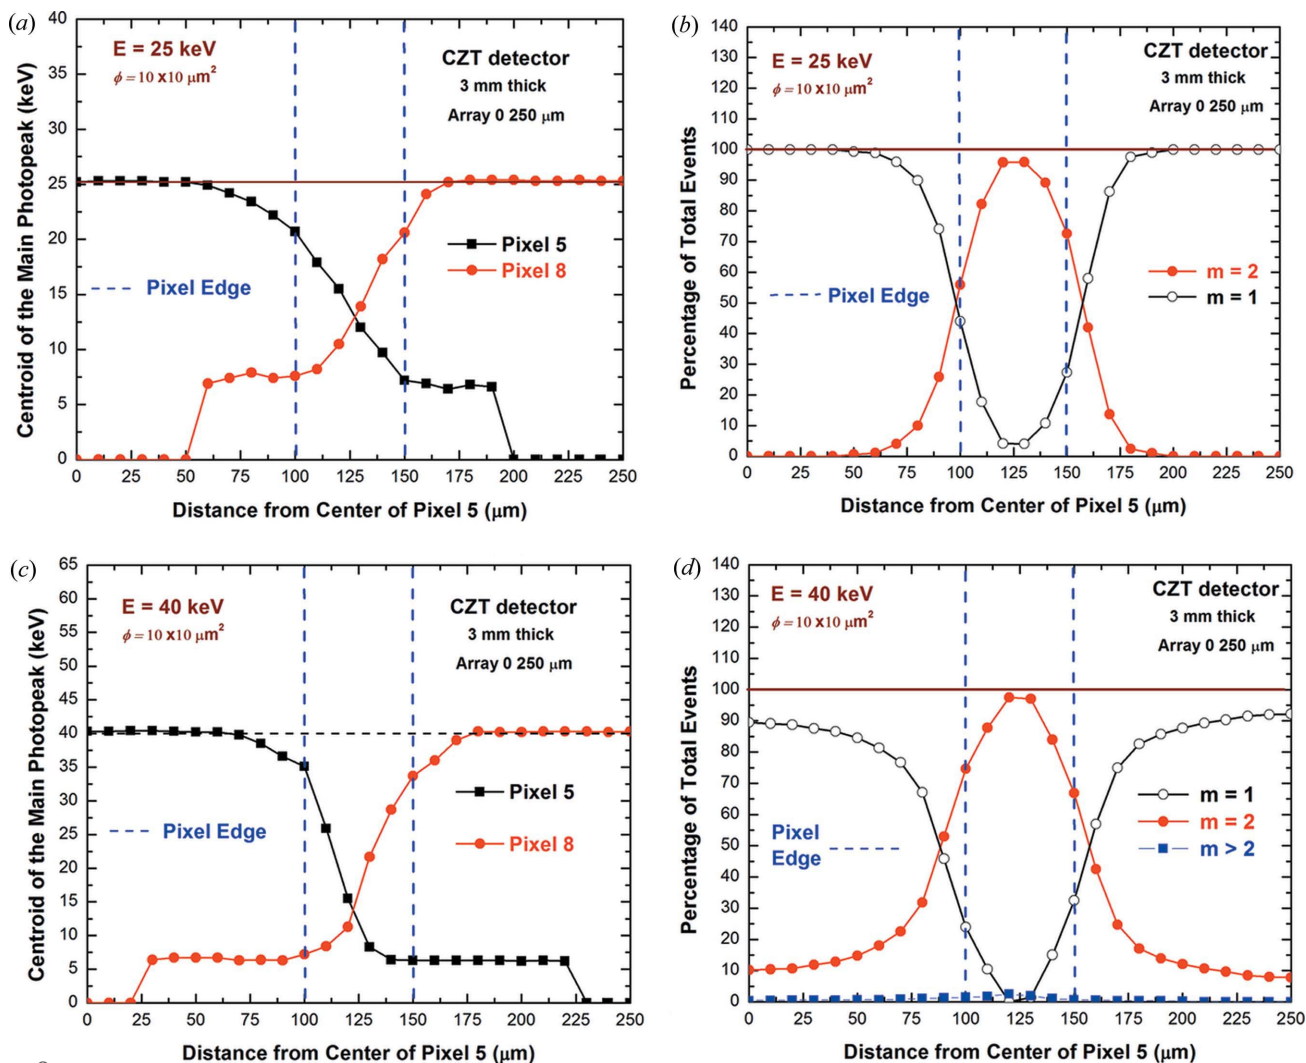 (a)
40
35
30
25
20
15
10
5
0
Centroid of the Main Photopeak (keV)
E = 25 keV
ϕ = 10 x10 μm²
CZT detector
3 mm thick
Array 0 250 μm
Pixel 5
Pixel 8
Pixel Edge
0 25 50 75 100 125 150 175 200 225 250
Distance from Center of Pixel 5 (μm)
(b)
140
130
120
110
100
90
80
70
60
50
40
30
20
10
0
Percentage of Total Events
E = 25 keV
ϕ = 10 x10 μm²
CZT detector
3 mm thick
Array 0 250 μm
m = 2
m = 1
Pixel Edge
0 25 50 75 100 125 150 175 200 225 250
Distance from Center of Pixel 5 (μm)
(c)
65
60
55
50
45
40
35
30
25
20
15
10
5
0
Centroid of the Main Photopeak (keV)
E = 40 keV
ϕ = 10 x10 μm²
CZT detector
3 mm thick
Array 0 250 μm
Pixel 5
Pixel Edge
Pixel 8
0 25 50 75 100 125 150 175 200 225 250
Distance from Center of Pixel 5 (μm)
(d)
140
130
120
110
100
90
80
70
60
50
40
30
20
10
0
Percentage of Total Events
E = 40 keV
ϕ = 10 x10 μm²
CZT detector
3 mm thick
Array 0 250 μm
m = 1
m = 2
m > 2
Pixel
Edge
0 25 50 75 100 125 150 175 200 225 250
Distance from Center of Pixel 5 (μm)